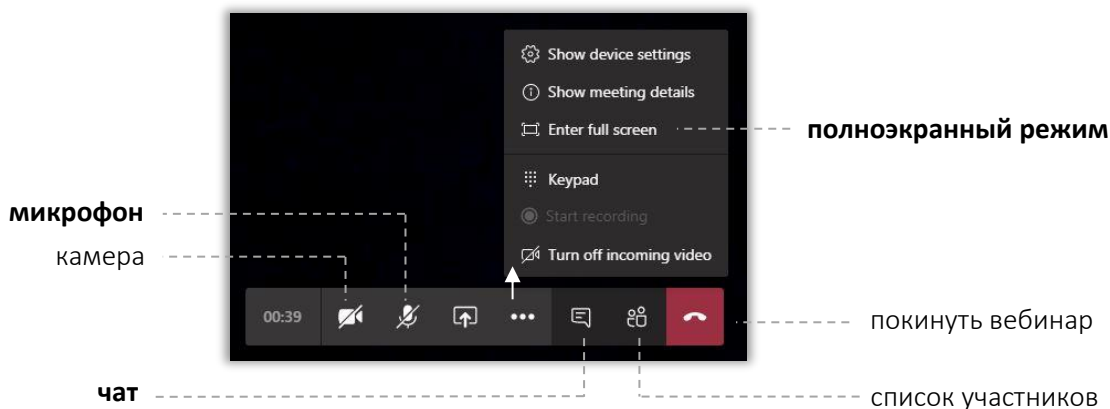 Show device settings
Show meeting details
Enter full screen
полноэкранный режим
Keypad
микрофон
Start recording
камера
Turn off incoming video
00:39
покинуть вебинар
чат
список участников